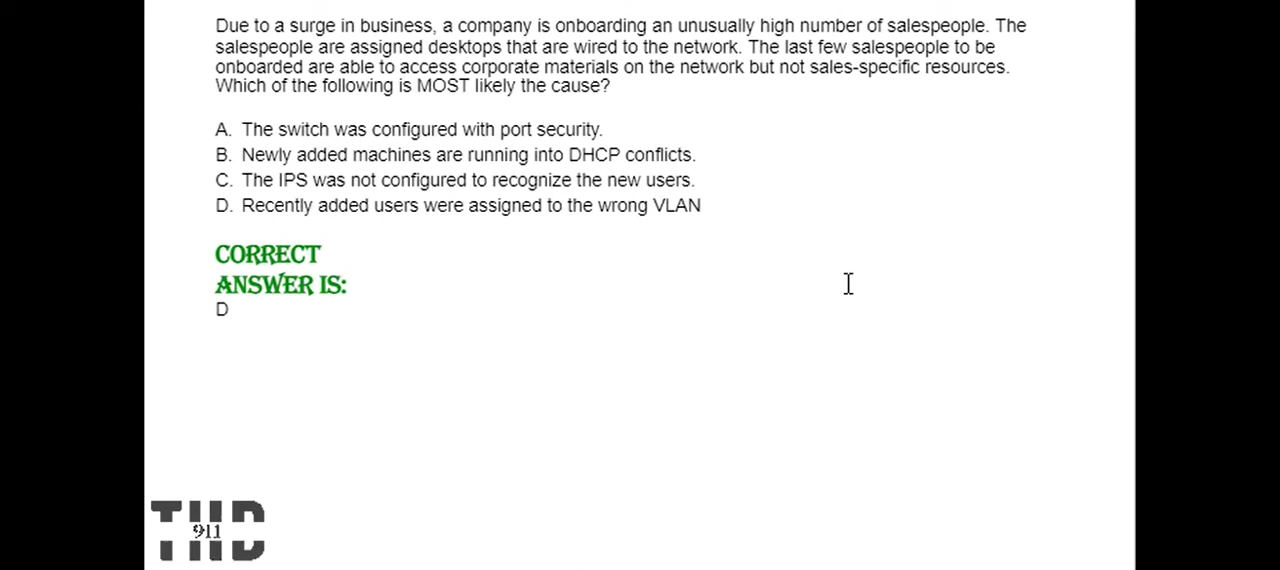 Due to a surge in business, a company is onboarding an unusually high number of salespeople. The
salespeople are assigned desktops that are wired to the network. The last few salespeople to be
onboarded are able to access corporate materials on the network but not sales-specific resources.
Which of the following is MOST likely the cause?
A. The switch was configured with port security.
B. Newly added machines are running into DHCP conflicts.
C. The IPS was not configured to recognize the new users.
D. Recently added users were assigned to the wrong VLAN
CORRECT
ANSWER IS:
D
THD
911